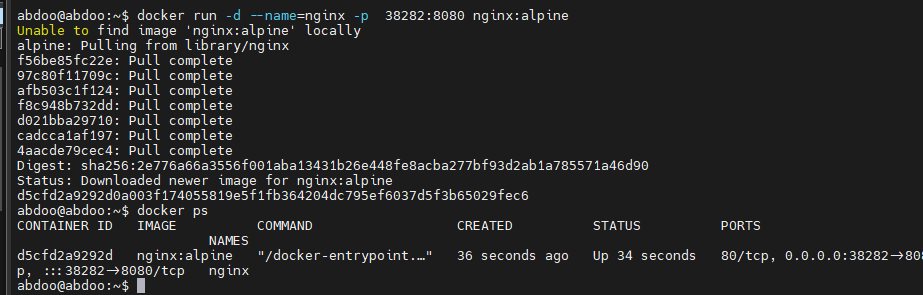 abdoo@abdoo:~$ docker run -d --name=nginx -p  38282:8080 nginx:alpine
Unable to find image 'nginx:alpine' locally
alpine: Pulling from library/nginx
f56be85fc22e: Pull complete
97c80f11709c: Pull complete
afb503c1f124: Pull complete
f8c948b732dd: Pull complete
d021bba29710: Pull complete
cadcca1af197: Pull complete
4aacde79cec4: Pull complete
Digest: sha256:2e776a66a3556f001aba13431b26e448fe8acba277bf93d2ab1a785571a46d90
Status: Downloaded newer image for nginx:alpine
d5cfd2a9292d0a003f174055819e5f1fb364204dc795ef6037d5f3b65029fec6
abdoo@abdoo:~$ docker ps
CONTAINER ID   IMAGE          COMMAND                  CREATED          STATUS          PORTS
                        NAMES
d5cfd2a9292d   nginx:alpine   "/docker-entrypoint.…"   36 seconds ago   Up 34 seconds   80/tcp, 0.0.0.0:38282→808
p, :::38282→8080/tcp   nginx
abdoo@abdoo:~$